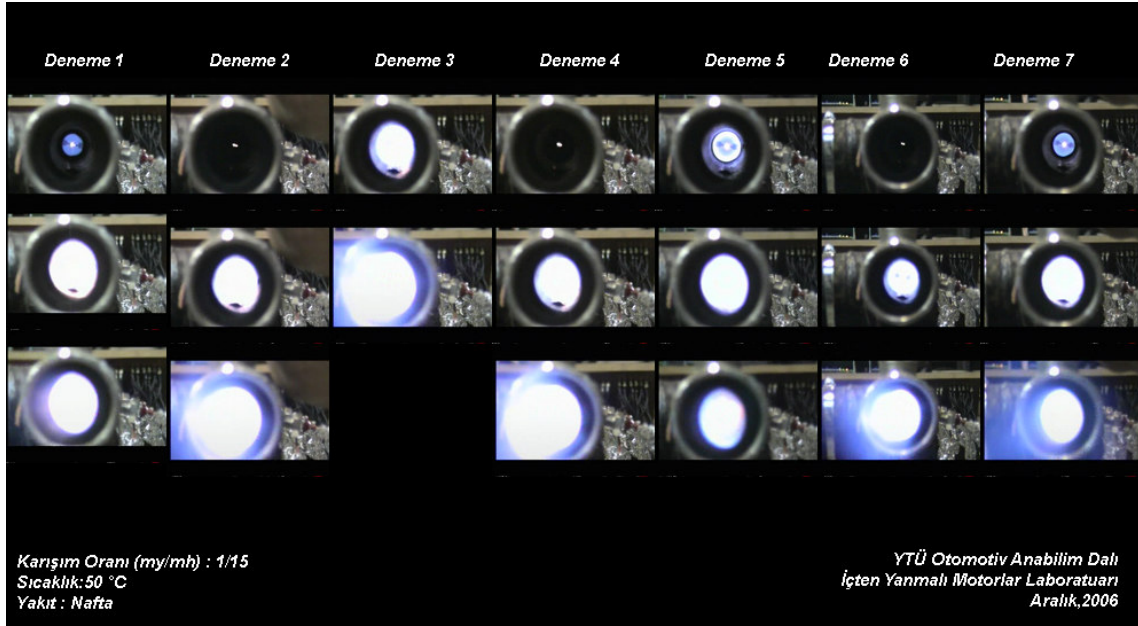 Deneme 1 Deneme 2 Deneme 3 Deneme 4 Deneme 5 Deneme 6 Deneme 7
Karışım Oranı (my/mh) : 1/15
Sıcaklık:50 °C
Yakıt : Nafta
YTÜ Otomotiv Anabilim Dalı
İçten Yanmalı Motorlar Laboratuarı
Aralık,2006